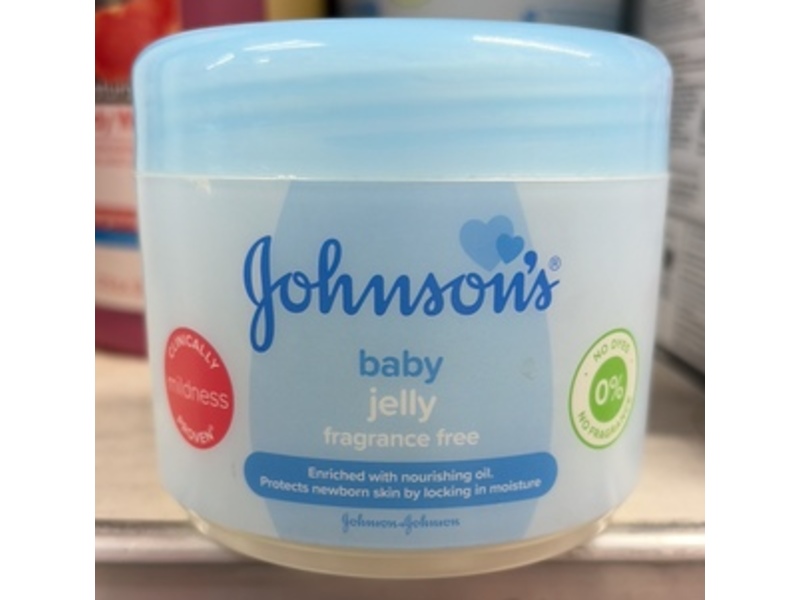 Johnson's®
baby
jelly
fragrance free
CLINICALLY
mildness
PROVEN
NO DYES
0%
NO FRAGRANCE
Enriched with nourishing oil.
Protects newborn skin by locking in moisture
Johnson & Johnson